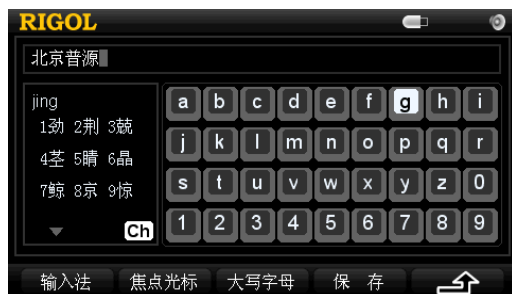 RIGOL
北京普源
jing
1劲 2荆 3兢
4茎 5睛 6晶
7鲸 8京 9惊
Ch
a b c d e f g h i
j k l m n o p q r
s t u v w x y z 0
1 2 3 4 5 6 7 8 9
输入法 焦点光标 大写字母 保 存